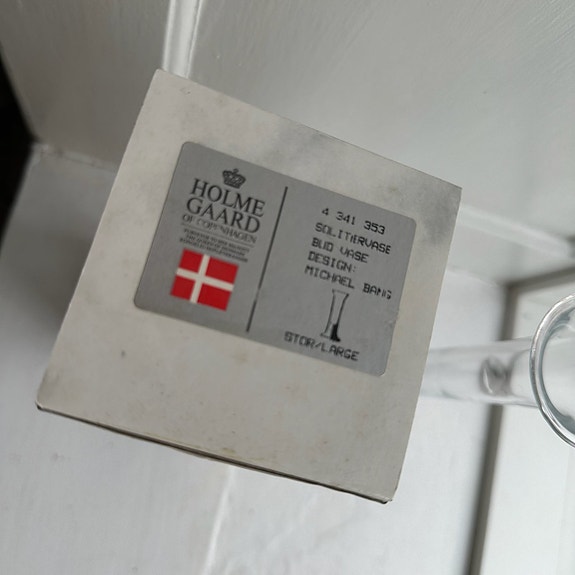 HOLME
GAARD
OF COPENHAGEN
4 341 353
SOLITÆRVASE
BUD VASE
DESIGN:
MICHAEL BANG
STOR/LARGE